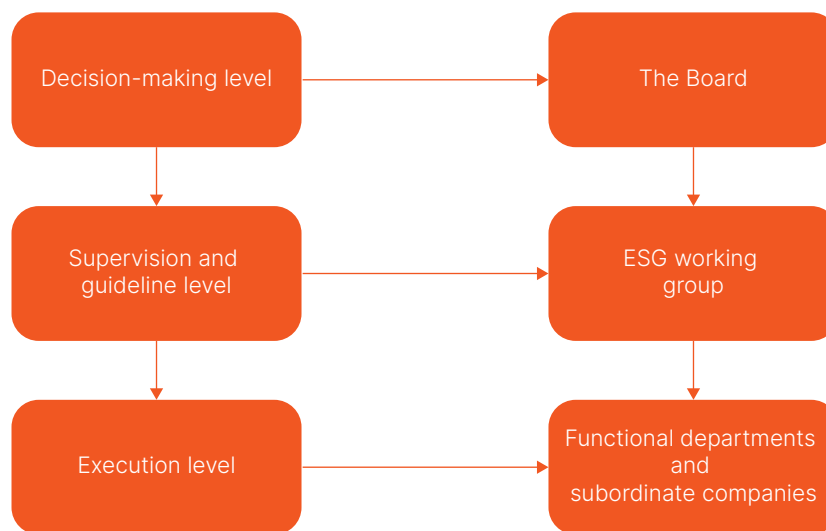 Decision-making level
The Board
Supervision and
guideline level
ESG working
group
Execution level
Functional departments
and
subordinate companies